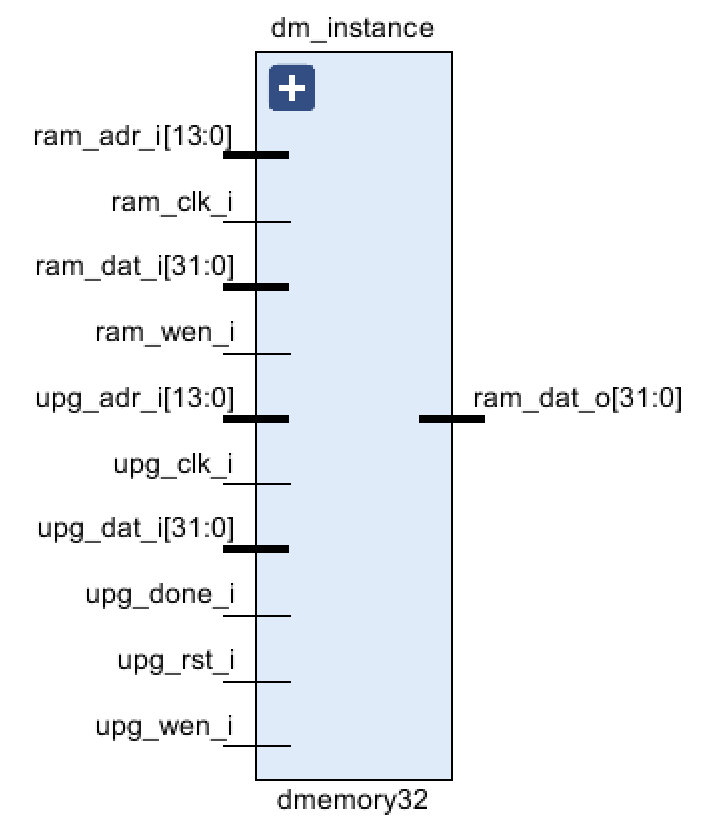 dm_instance
ram_adr_i[13:0]
ram_clk_i
ram_dat_i[31:0]
ram_wen_i
upg_adr_i[13:0]
ram_dat_o[31:0]
upg_clk_i
upg_dat_i[31:0]
upg_done_i
upg_rst_i
upg_wen_i
dmemory32